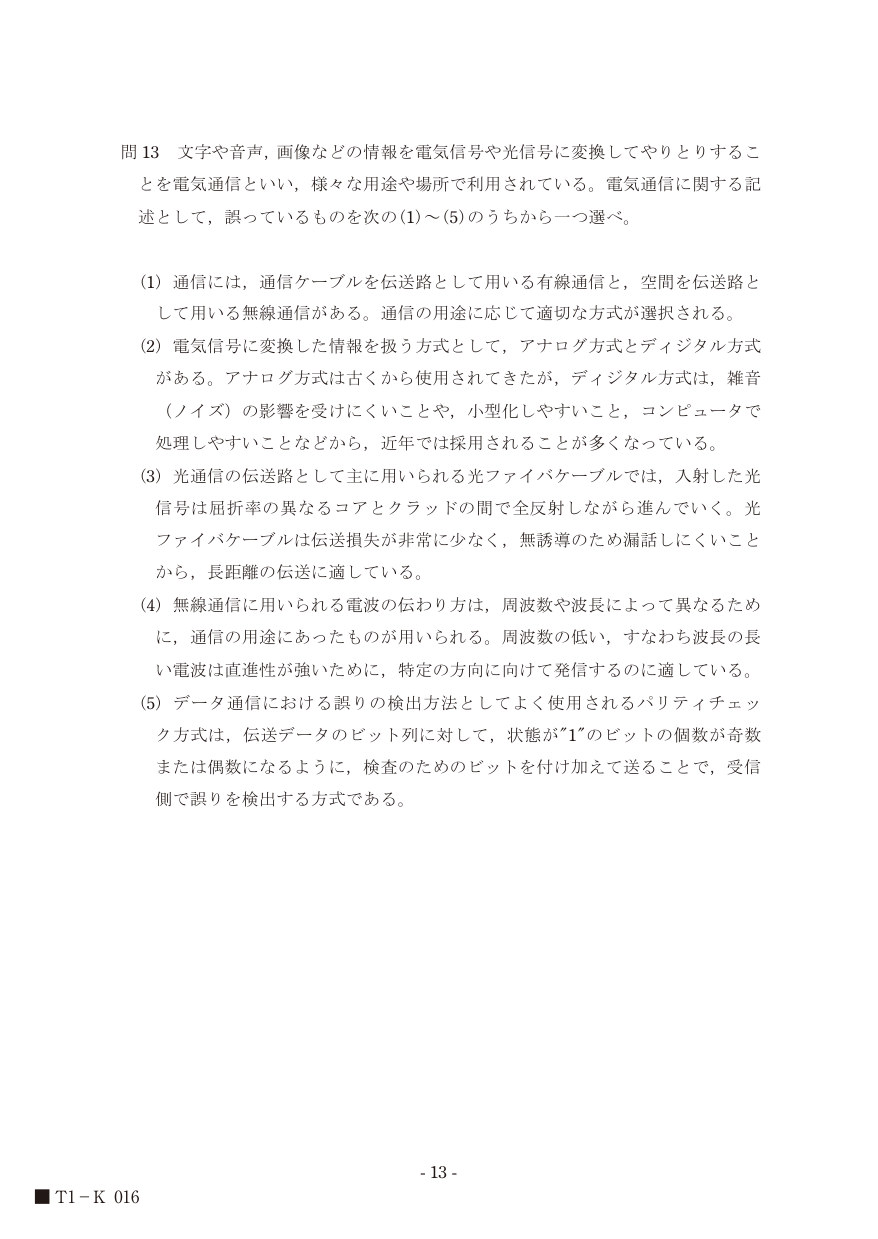 問 13　文字や音声，画像などの情報を電気信号や光信号に変換してやりとりするこ
とを電気通信といい，様々な用途や場所で利用されている。電気通信に関する記
述として，誤っているものを次の(1)～(5)のうちから一つ選べ。
(1) 通信には，通信ケーブルを伝送路として用いる有線通信と，空間を伝送路と
して用いる無線通信がある。通信の用途に応じて適切な方式が選択される。
(2) 電気信号に変換した情報を扱う方式として，アナログ方式とディジタル方式
がある。アナログ方式は古くから使用されてきたが，ディジタル方式は，雑音
（ノイズ）の影響を受けにくいことや，小型化しやすいこと，コンピュータで
処理しやすいことなどから，近年では採用されることが多くなっている。
(3) 光通信の伝送路として主に用いられる光ファイバケーブルでは，入射した光
信号は屈折率の異なるコアとクラッドの間で全反射しながら進んでいく。光
ファイバケーブルは伝送損失が非常に少なく，無誘導のため漏話しにくいこと
から，長距離の伝送に適している。
(4) 無線通信に用いられる電波の伝わり方は，周波数や波長によって異なるため
に，通信の用途にあったものが用いられる。周波数の低い，すなわち波長の長
い電波は直進性が強いために，特定の方向に向けて発信するのに適している。
(5) データ通信における誤りの検出方法としてよく使用されるパリティチェッ
ク方式は，伝送データのビット列に対して，状態が″1″のビットの個数が奇数
または偶数になるように，検査のためのビットを付け加えて送ることで，受信
側で誤りを検出する方式である。
- 13 -
■ T1－K 016